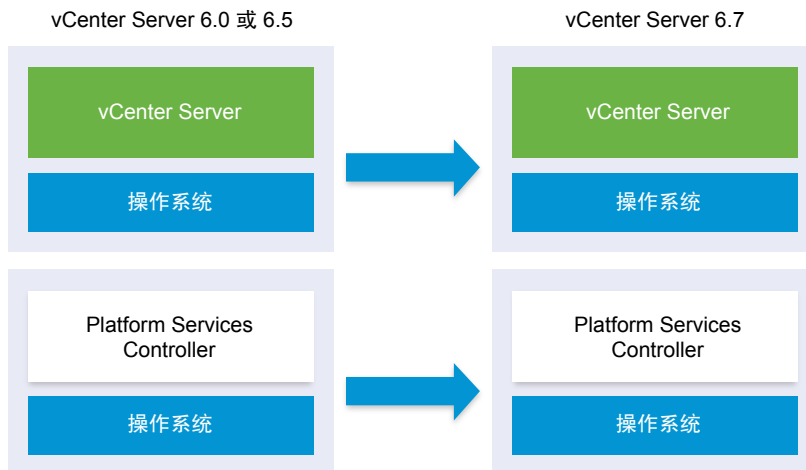 vCenter Server 6.0 或 6.5
vCenter Server 6.7
vCenter Server
操作系统
vCenter Server
操作系统
Platform Services
Controller
操作系统
Platform Services
Controller
操作系统